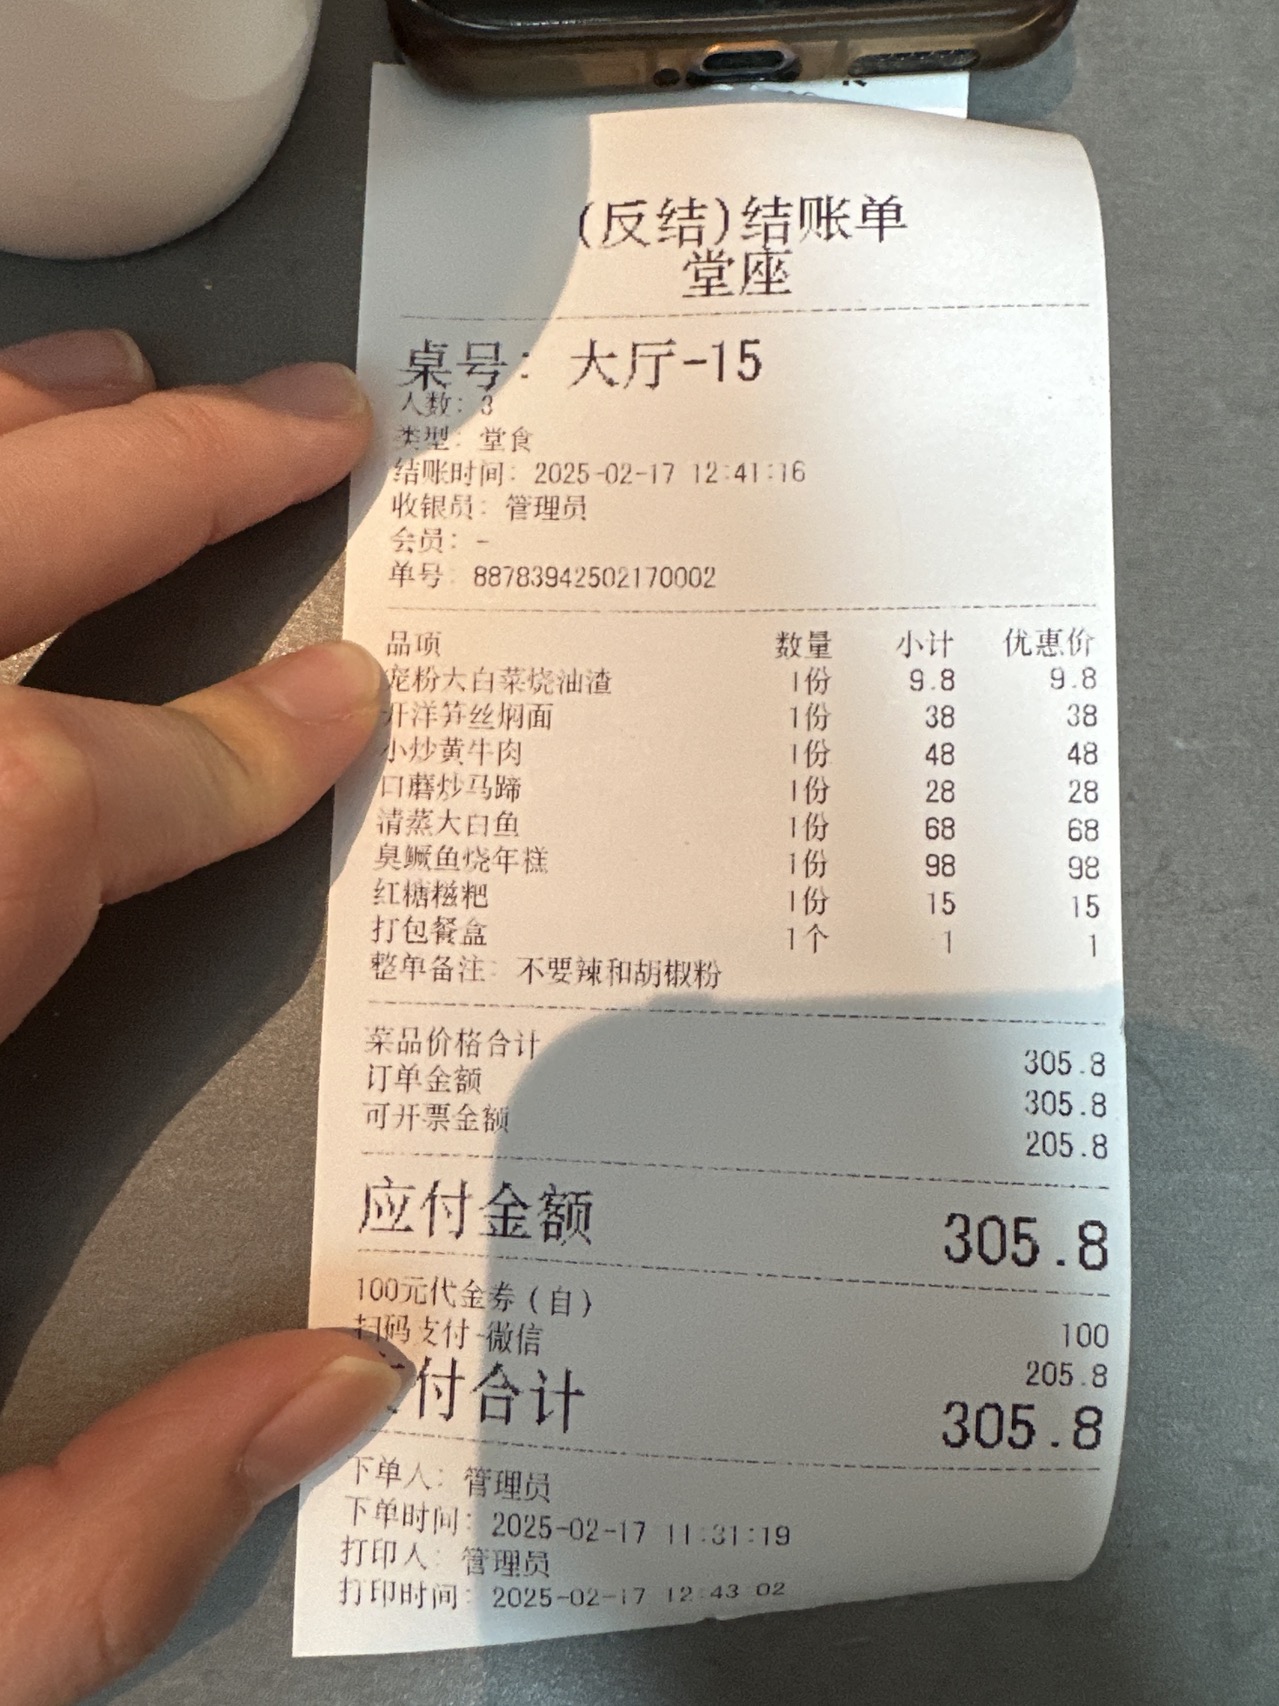 (反结)结账单
堂座
桌号: 大厅-15
人数: 3
类型: 堂食
结账时间: 2025-02-17 12:41:16
收银员: 管理员
会员: -
单号: 88783942502170002
品项 数量 小计 优惠价
宠粉大白菜烧油渣 1份 9.8 9.8
开洋笋丝焖面 1份 38 38
小炒黄牛肉 1份 48 48
口蘑炒马蹄 1份 28 28
清蒸大白鱼 1份 68 68
臭鳜鱼烧年糕 1份 98 98
红糖糍粑 1份 15 15
打包餐盒 1个 1 1
整单备注: 不要辣和胡椒粉
菜品价格合计 305.8
订单金额 305.8
可开票金额 205.8
应付金额 305.8
100元代金券(自) 100
扫码支付-微信 205.8
付合计 305.8
下单人: 管理员
下单时间: 2025-02-17 11:31:19
打印人: 管理员
打印时间: 2025-02-17 12:43:02